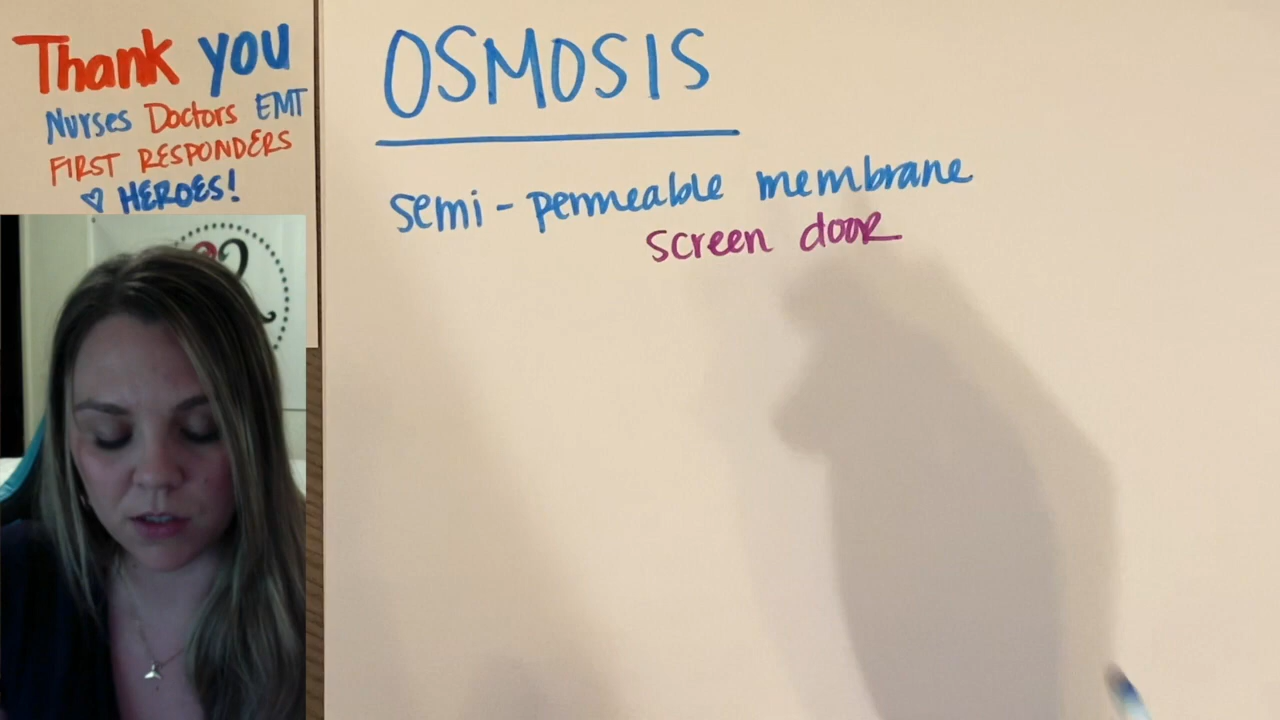 Thank you
Nurses Doctors EMT
FIRST RESPONDERS
♡ HEROES!
OSMOSIS
semi-permeable membrane
screen door